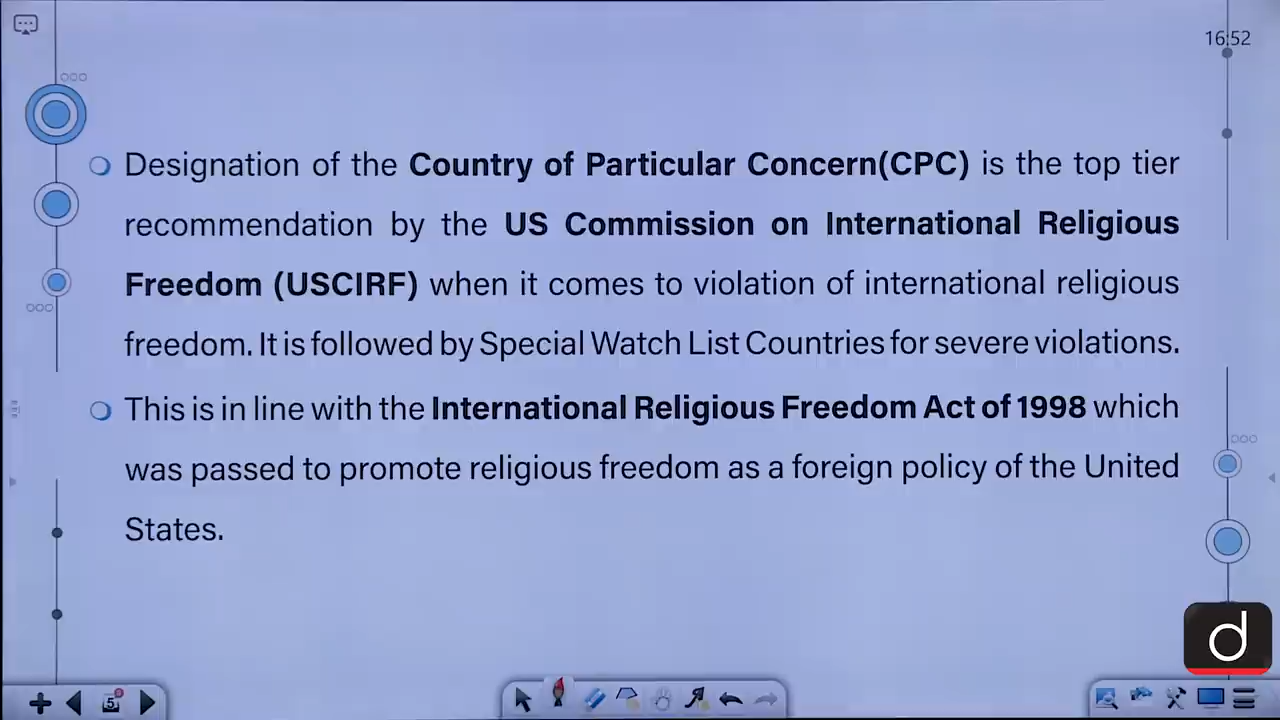 16:52
Designation of the Country of Particular Concern(CPC) is the top tier
recommendation by the US Commission on International Religious
Freedom (USCIRF) when it comes to violation of international religious
freedom. It is followed by Special Watch List Countries for severe violations.
This is in line with the International Religious Freedom Act of 1998 which
was passed to promote religious freedom as a foreign policy of the United
States.
d
5